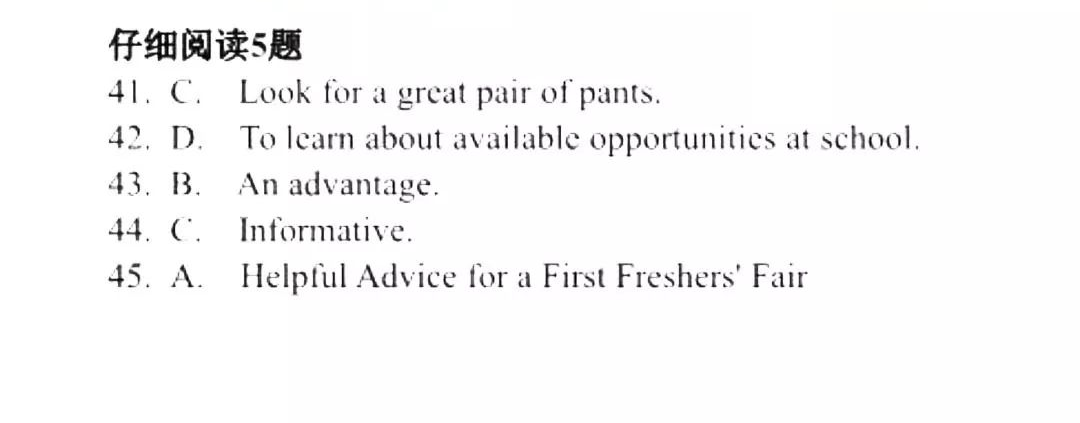 仔细阅读5题
41. C. Look for a great pair of pants.
42. D. To learn about available opportunities at school.
43. B. An advantage.
44. C. Informative.
45. A. Helpful Advice for a First Freshers' Fair